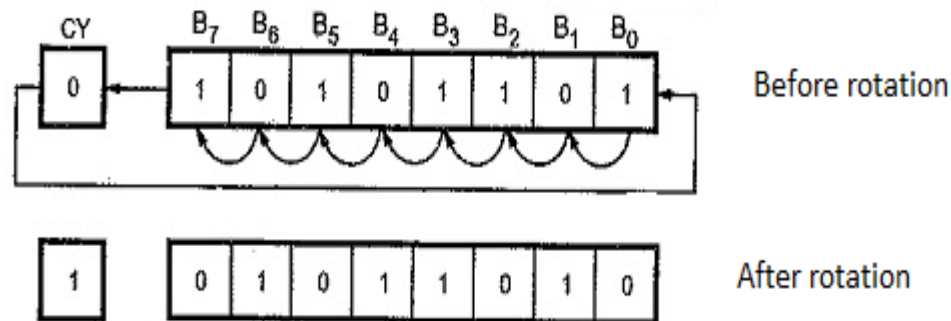 CY B7 B6 B5 B4 B3 B2 B1 B0
0 1 0 1 0 1 1 0 1 Before rotation
1 0 1 0 1 1 0 1 0 After rotation